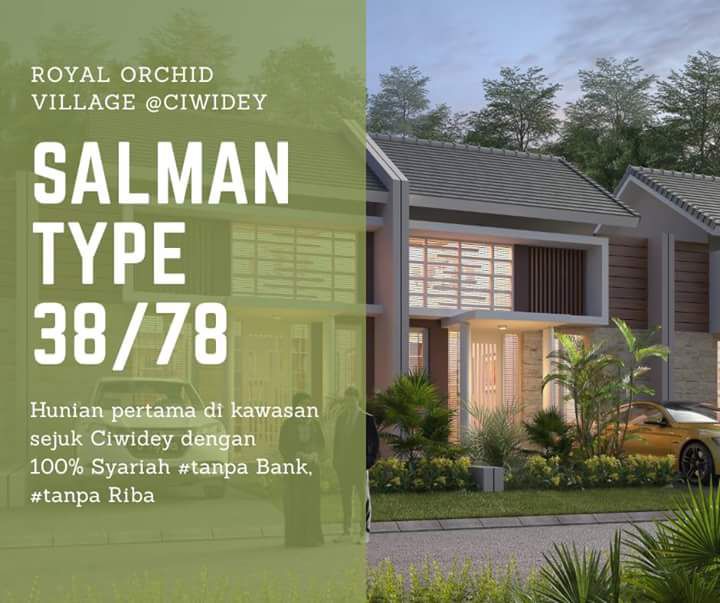 ROYAL ORCHID
VILLAGE @CIWIDEY
SALMAN
TYPE
38/78
Hunian pertama di kawasan
sejuk Ciwidey dengan
100% Syariah #tanpa Bank,
#tanpa Riba